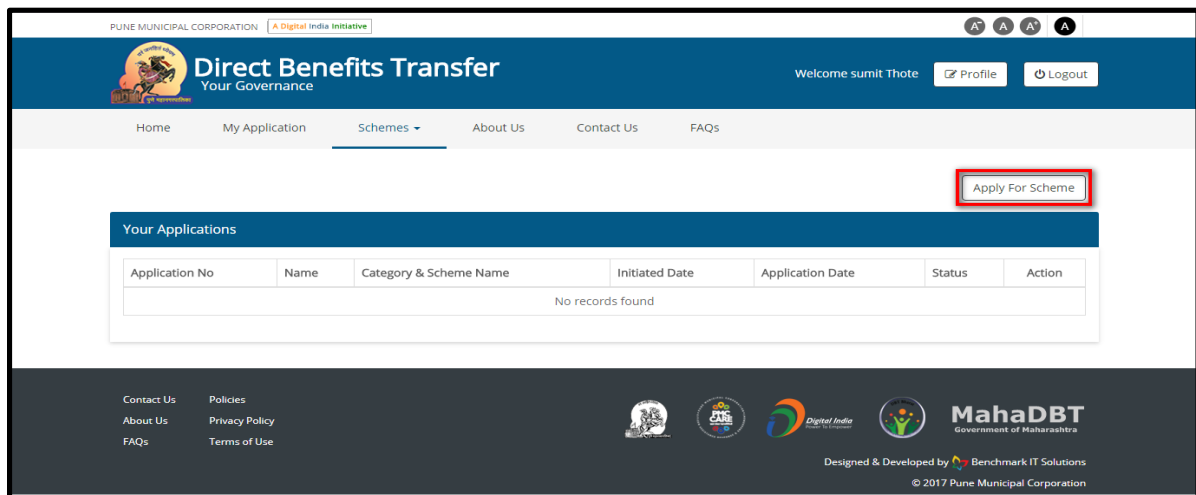 PUNE MUNICIPAL CORPORATION A Digital India Initiative A- A A+ A
Direct Benefits Transfer
Your Governance
Welcome sumit Thote Profile Logout
Home My Application Schemes About Us Contact Us FAQs
Apply For Scheme
Your Applications
Application No Name Category & Scheme Name Initiated Date Application Date Status Action
No records found
Contact Us Policies
About Us Privacy Policy
FAQs Terms of Use
PMC
CARE
Digital India
Power To Empower
MahaDBT
Government of Maharashtra
Designed & Developed by Benchmark IT Solutions
© 2017 Pune Municipal Corporation